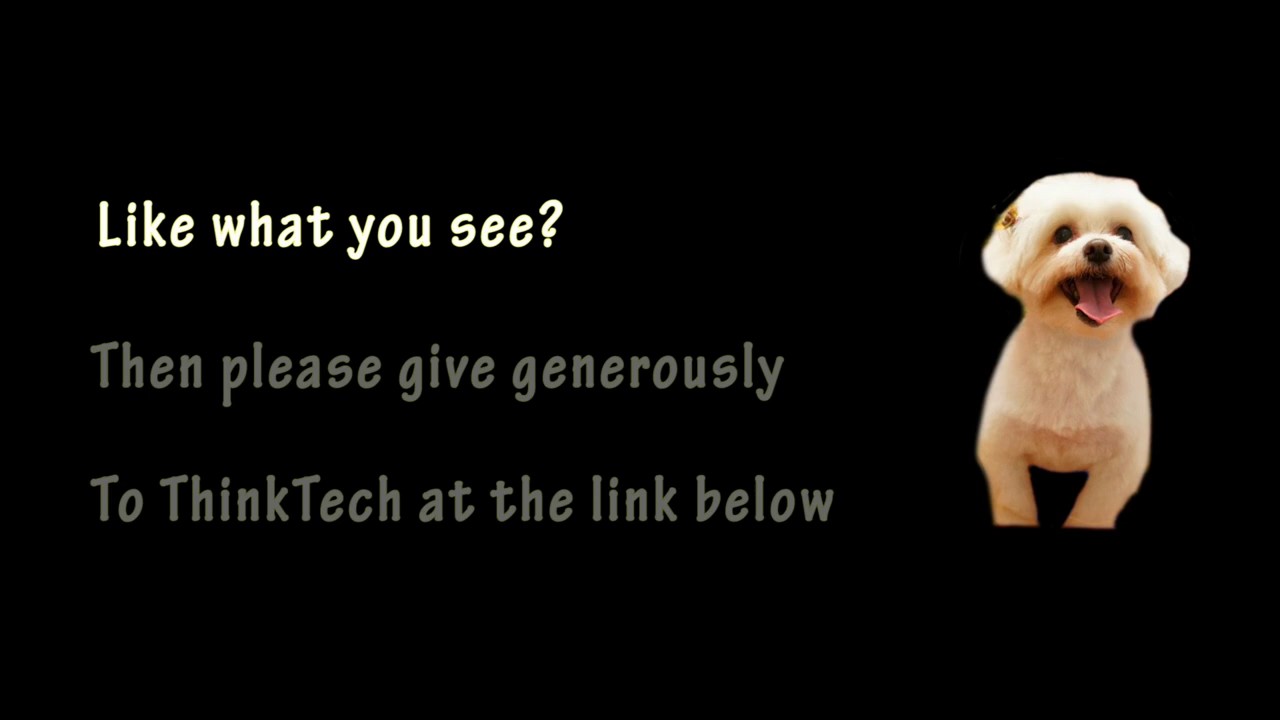 Like what you see?
Then please give generously
To ThinkTech at the link below